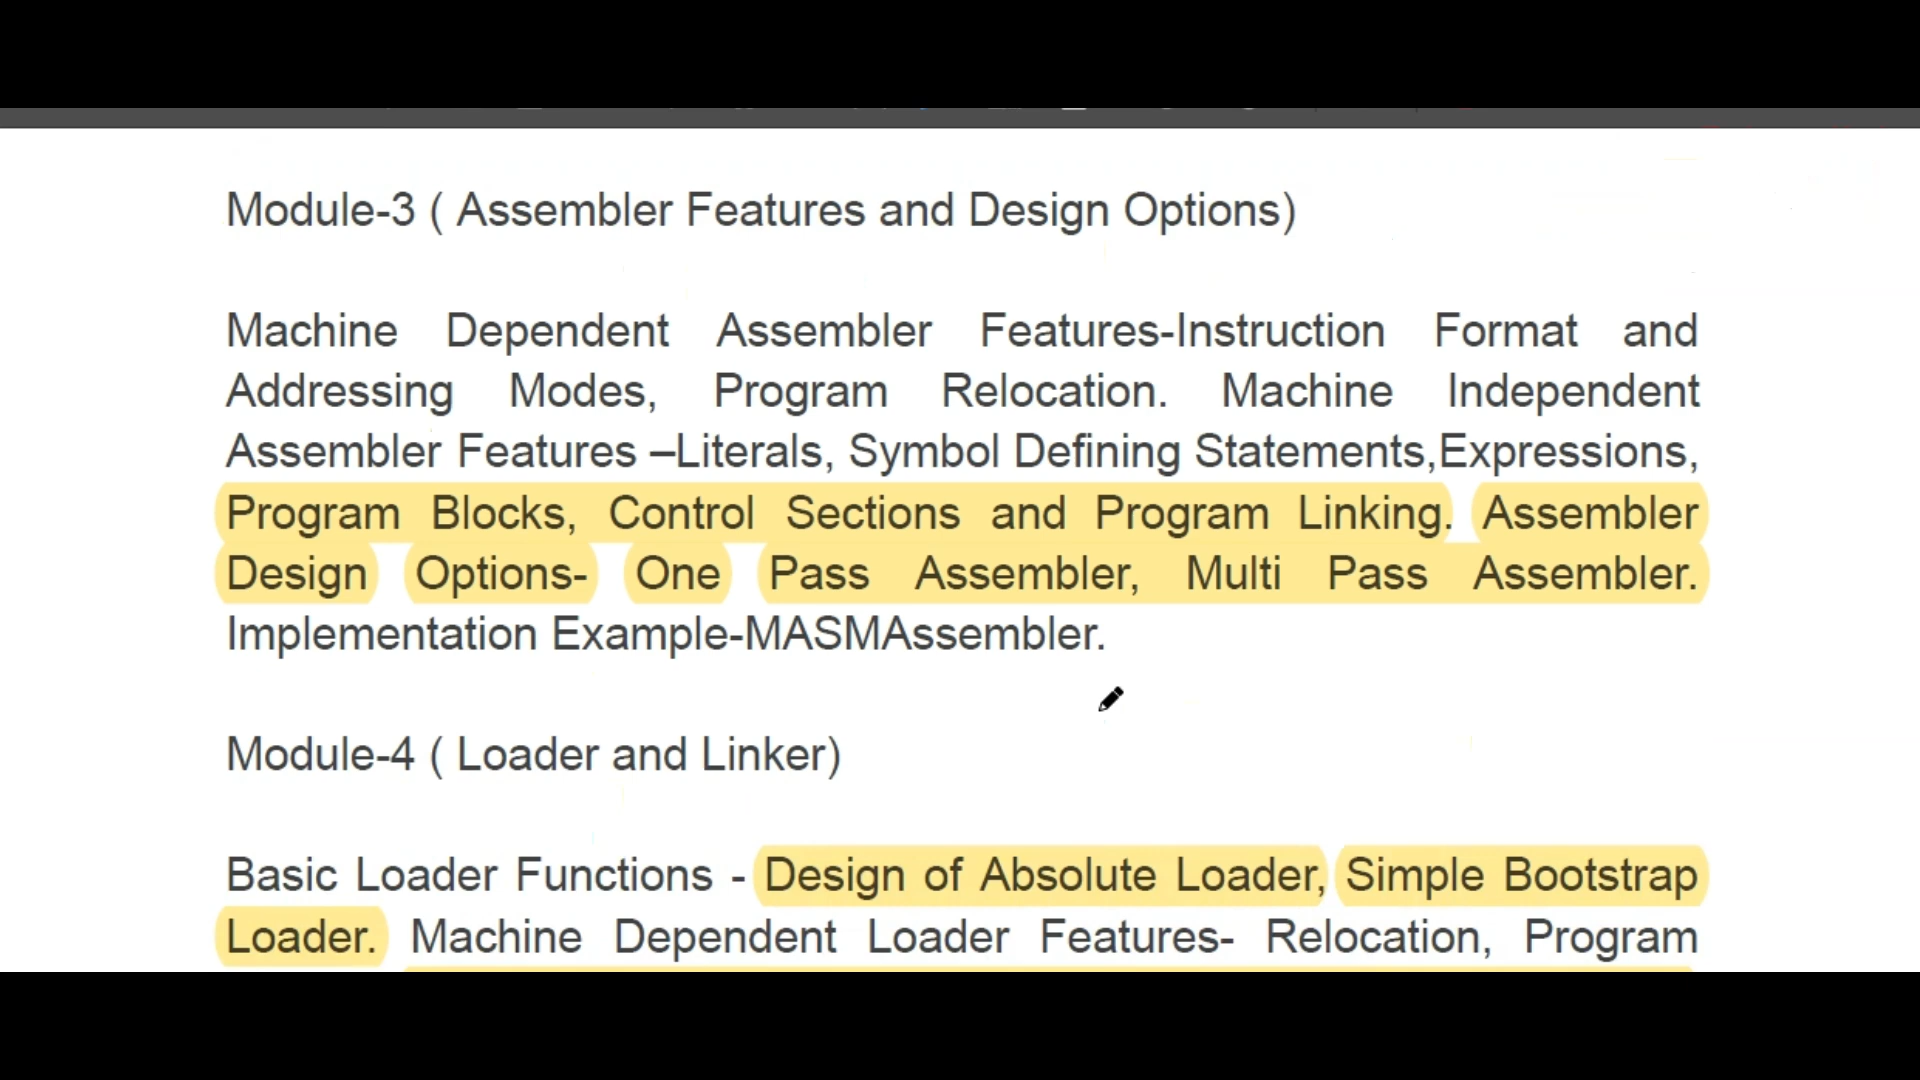 Module-3 ( Assembler Features and Design Options)
Machine Dependent Assembler Features-Instruction Format and
Addressing Modes, Program Relocation. Machine Independent
Assembler Features –Literals, Symbol Defining Statements,Expressions,
Program Blocks, Control Sections and Program Linking. Assembler
Design Options- One Pass Assembler, Multi Pass Assembler.
Implementation Example-MASMAssembler.
Module-4 ( Loader and Linker)
Basic Loader Functions - Design of Absolute Loader, Simple Bootstrap
Loader. Machine Dependent Loader Features- Relocation, Program